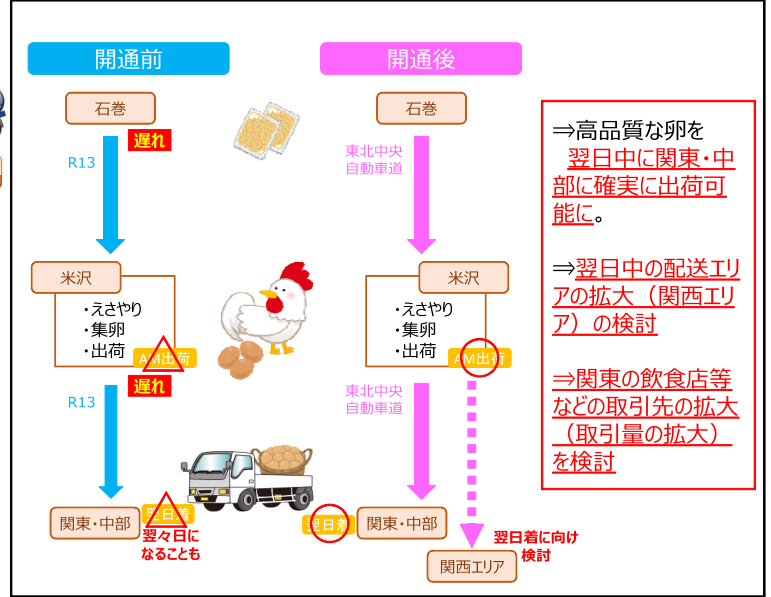 開通前
石巻
遅れ
R13
米沢
・えさやり
・集卵
・出荷
AM出荷
遅れ
R13
関東・中部
翌日着
翌々日に
なることも
開通後
石巻
東北中央
自動車道
米沢
・えさやり
・集卵
・出荷
AM出荷
東北中央
自動車道
翌日着
関東・中部
翌日着に向け
検討
関西エリア
⇒高品質な卵を
翌日中に関東・中
部に確実に出荷可
能に。
⇒翌日中の配送エリ
アの拡大（関西エリ
ア）の検討
⇒関東の飲食店等
などの取引先の拡大
（取引量の拡大）
を検討